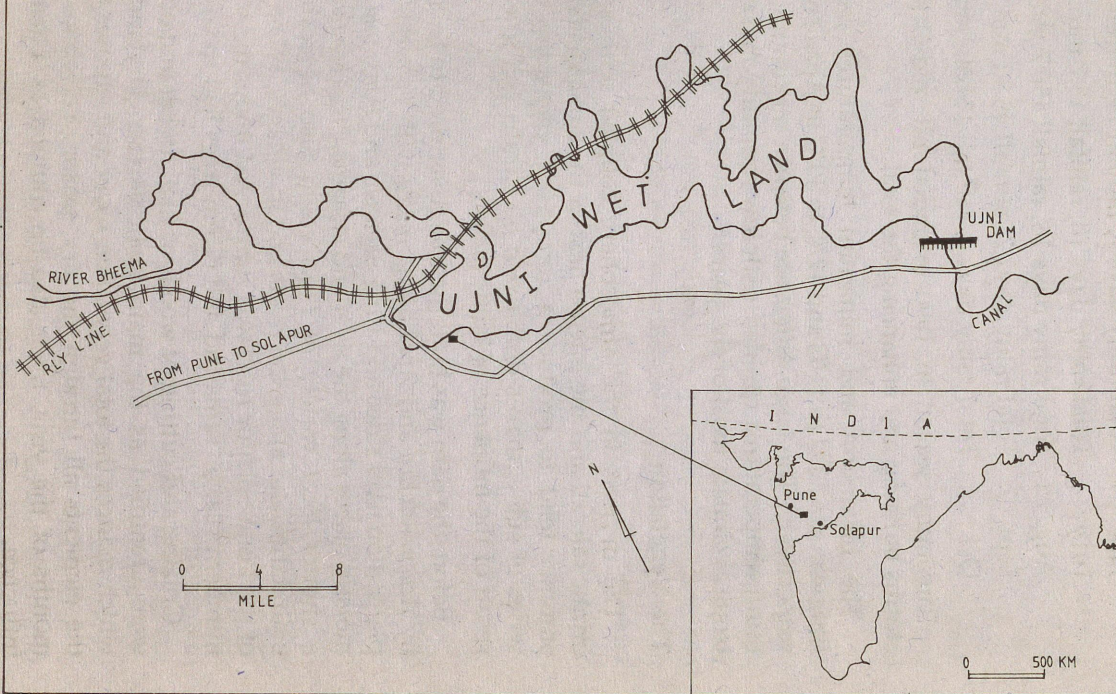 UJNI WET LAND
UJNI
DAM
RIVER BHEEMA
CANAL
RLY LINE
FROM PUNE TO SOLAPUR
INDIA
N
Pune
Solapur
0 4 8
MILE
0 500 KM